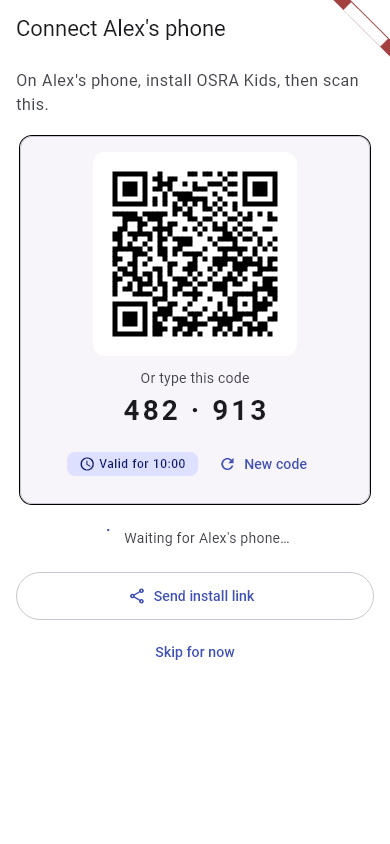 Connect Alex's phone
On Alex's phone, install OSRA Kids, then scan
this.
Or type this code
482 · 913
Valid for 10:00
New code
Waiting for Alex's phone…
Send install link
Skip for now